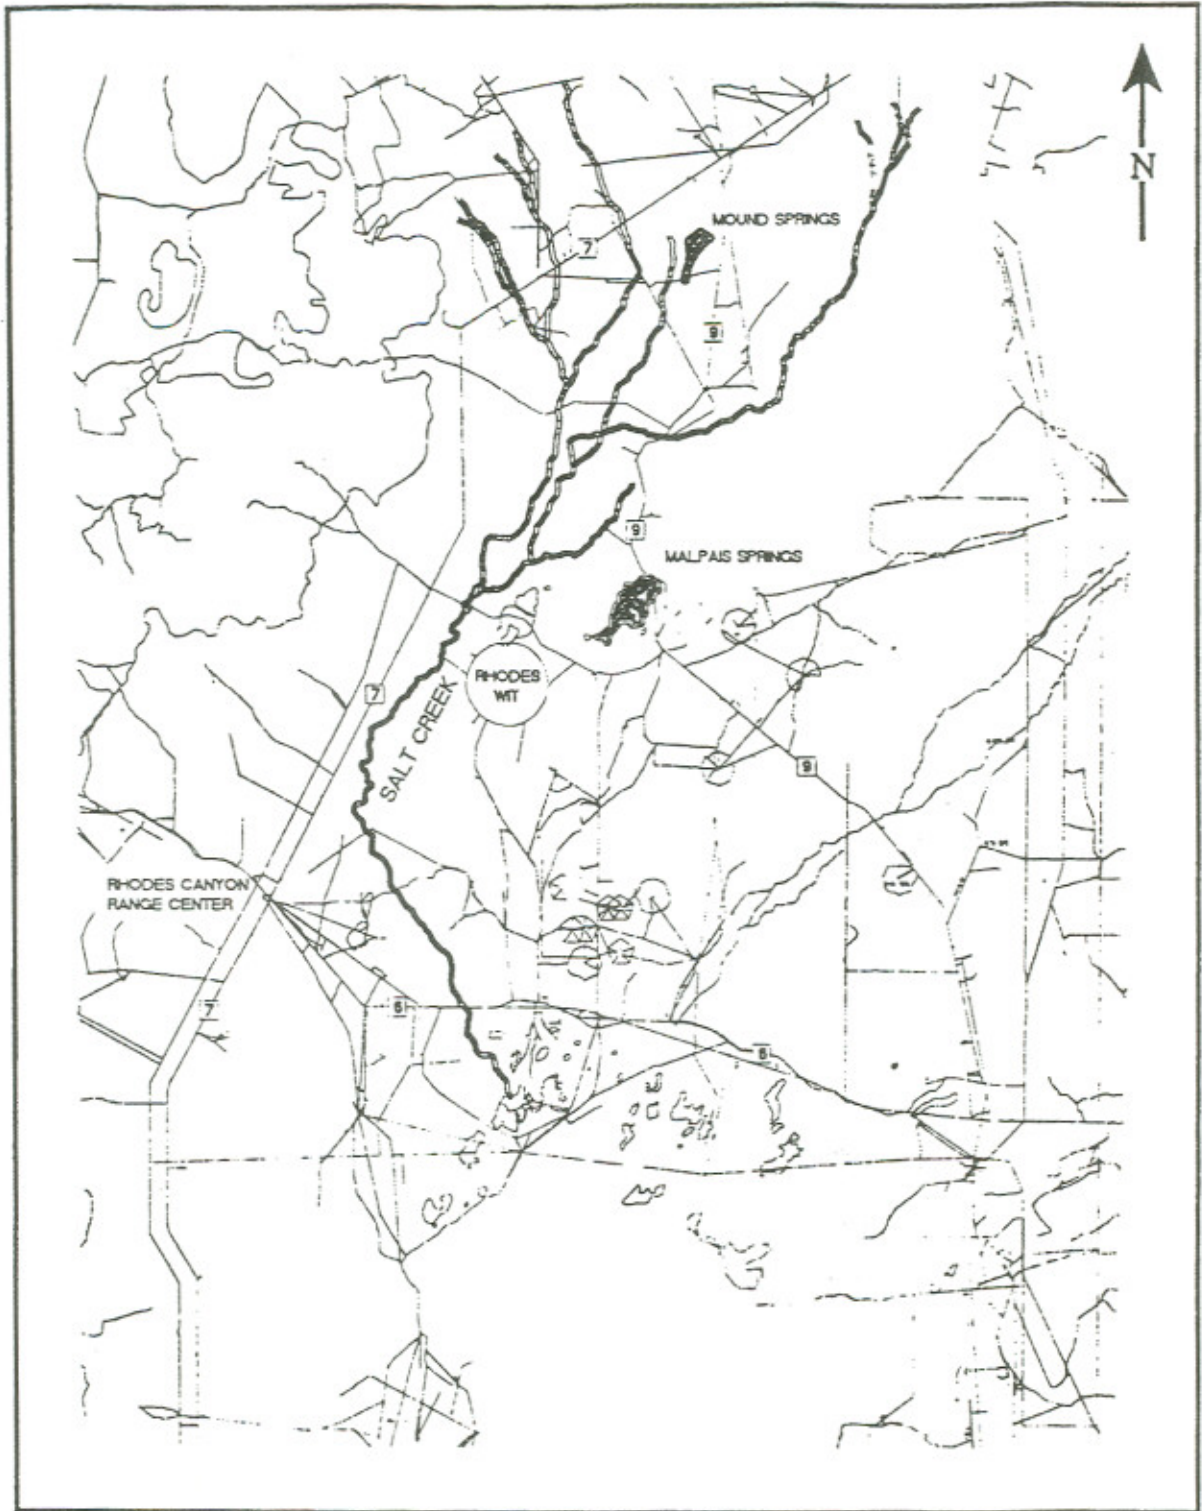 N
MOUND SPRINGS
7
9
9
MALPAIS SPRINGS
RHODES
WIT
7
SALT CREEK
9
RHODES CANYON
RANGE CENTER
7
6
6